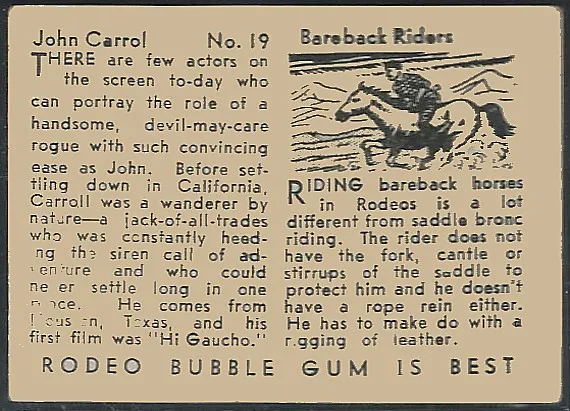 John Carrol No. 19
THERE are few actors on
the screen to-day who
can portray the role of a
handsome, devil-may-care
rogue with such convincing
ease as John. Before set-
tling down in California,
Carroll was a wanderer by
nature—a jack-of-all-trades
who was constantly heed-
ng the siren call of ad-
venture and who could
ne er settle long in one
. He comes from
Texas, and his
first film was "Hi Gaucho."
Bareback Riders
RIDING bareback horses
in Rodeos is a lot
different from saddle bronc
riding. The rider does not
have the fork, cantle or
stirrups of the saddle to
protect him and he doesn't
have a rope rein either.
He has to make do with a
rigging of leather.
RODEO BUBBLE GUM IS BEST